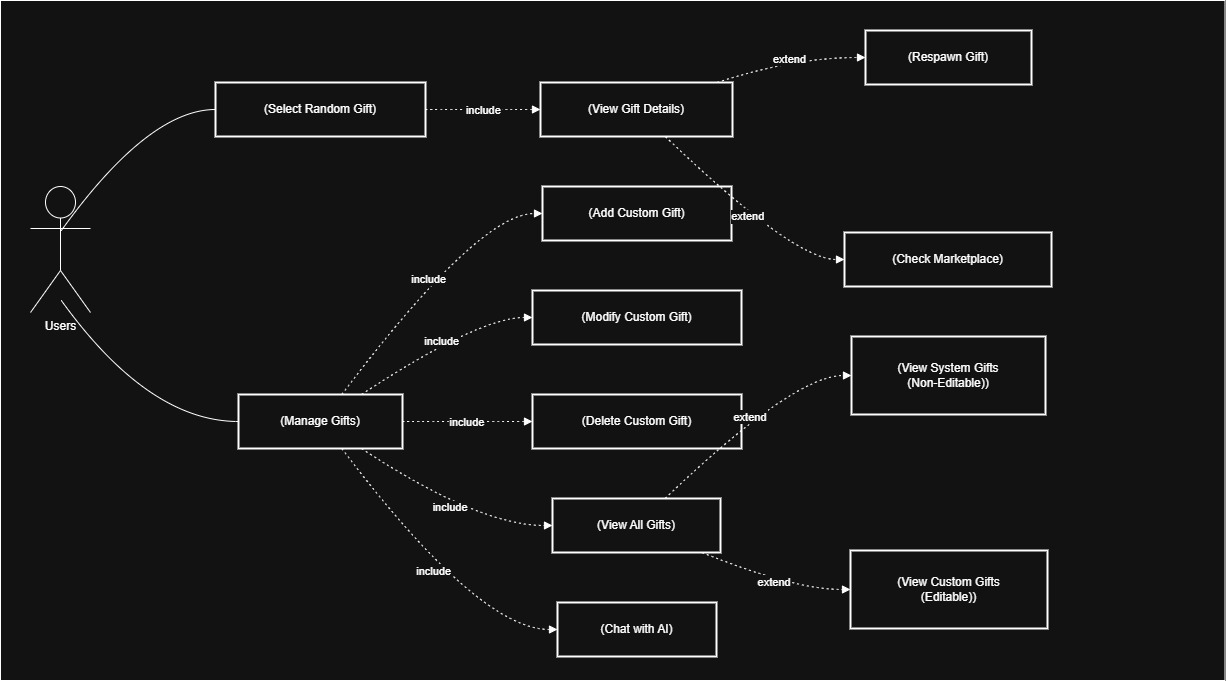 extend
(Respawn Gift)
(Select Random Gift)
include
(View Gift Details)
(Add Custom Gift)
extend
(Check Marketplace)
include
Users
include
(Modify Custom Gift)
(View System Gifts
(Non-Editable))
(Manage Gifts)
include
(Delete Custom Gift)
extend
include
(View All Gifts)
include
extend
(View Custom Gifts
(Editable))
(Chat with AI)